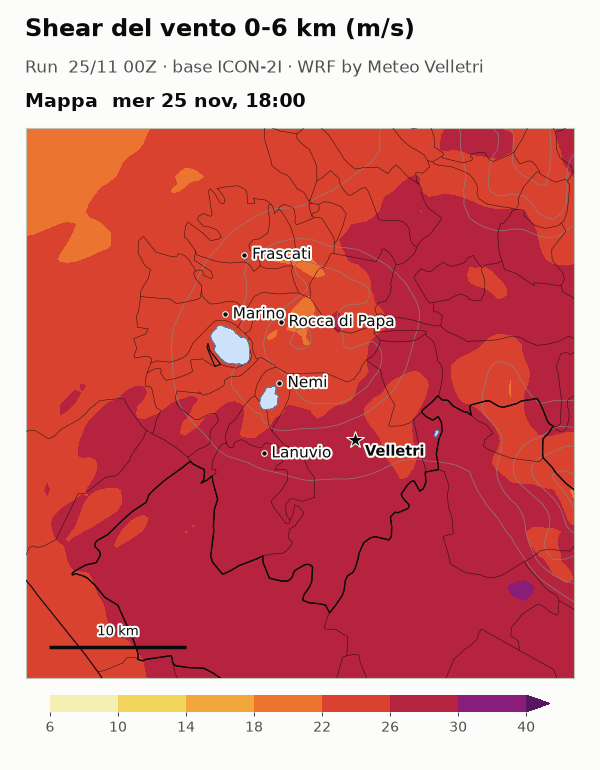 Shear del vento 0-6 km (m/s)
Run  25/11 00Z · base ICON-2I · WRF by Meteo Velletri
Mappa  mer 25 nov, 18:00
Frascati
Marino
Rocca di Papa
Nemi
Velletri
Lanuvio
10 km
6 10 14 18 22 26 30 40